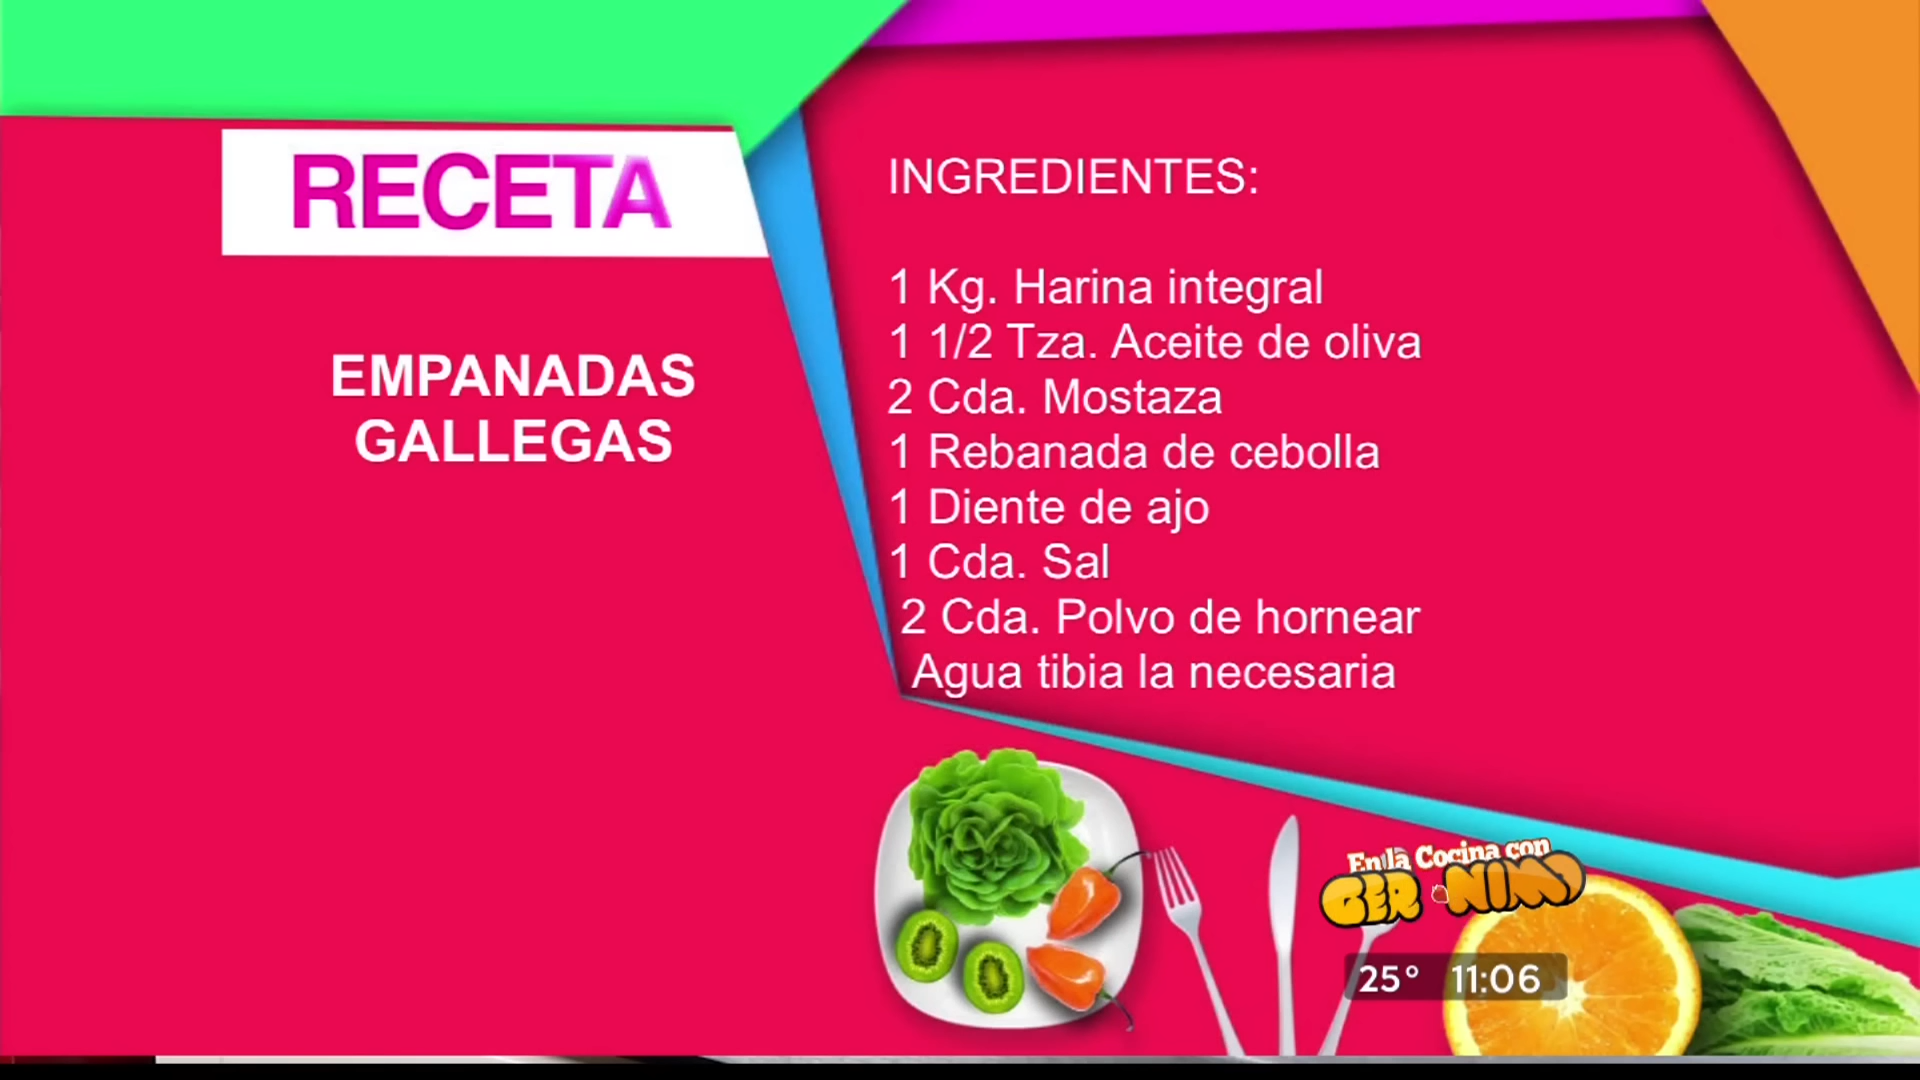 RECETA
EMPANADAS
GALLEGAS
INGREDIENTES:
1 Kg. Harina integral
1 1/2 Tza. Aceite de oliva
2 Cda. Mostaza
1 Rebanada de cebolla
1 Diente de ajo
1 Cda. Sal
2 Cda. Polvo de hornear
Agua tibia la necesaria
En la Cocina con
GERONIMO
25° 11:06